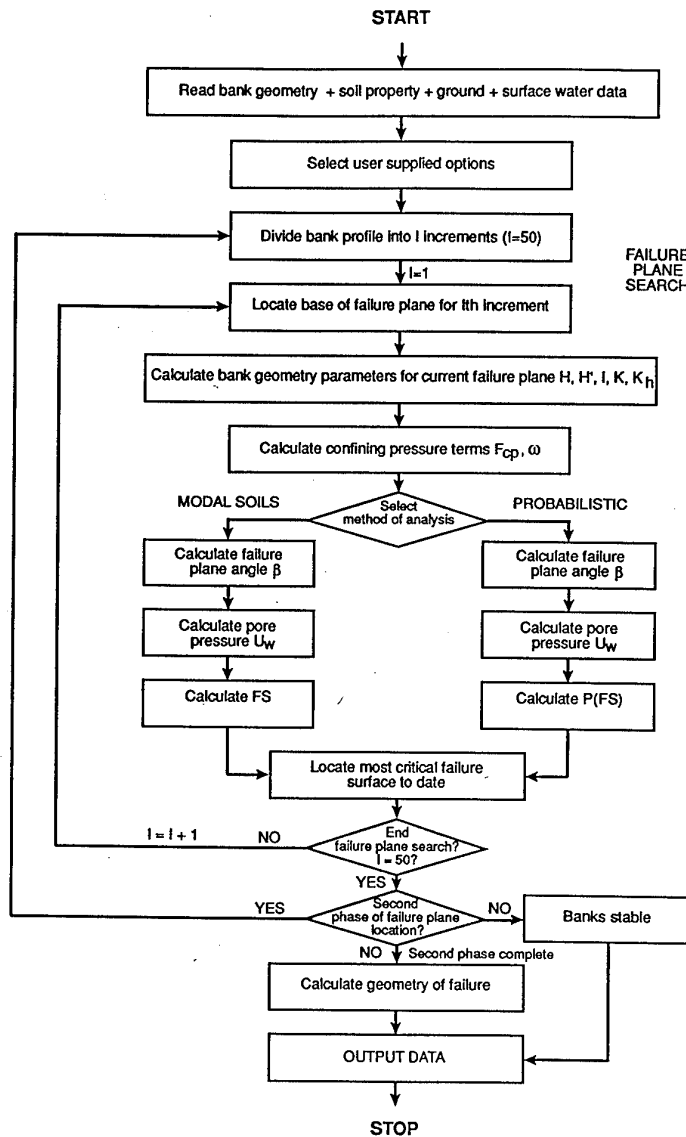 START
Read bank geometry + soil property + ground + surface water data
Select user supplied options
Divide bank profile into I increments (I=50)
FAILURE
PLANE
SEARCH
I=1
Locate base of failure plane for Ith increment
Calculate bank geometry parameters for current failure plane H, H', I, K, Kh
Calculate confining pressure terms Fcp, ω
MODAL SOILS
Select
method of analysis
PROBABILISTIC
Calculate failure
plane angle β
Calculate failure
plane angle β
Calculate pore
pressure Uw
Calculate pore
pressure Uw
Calculate FS
Calculate P(FS)
Locate most critical failure
surface to date
I = I + 1
NO
End
failure plane search?
I = 50?
YES
YES
Second
phase of failure plane
location?
NO
Banks stable
NO
Second phase complete
Calculate geometry of failure
OUTPUT DATA
STOP